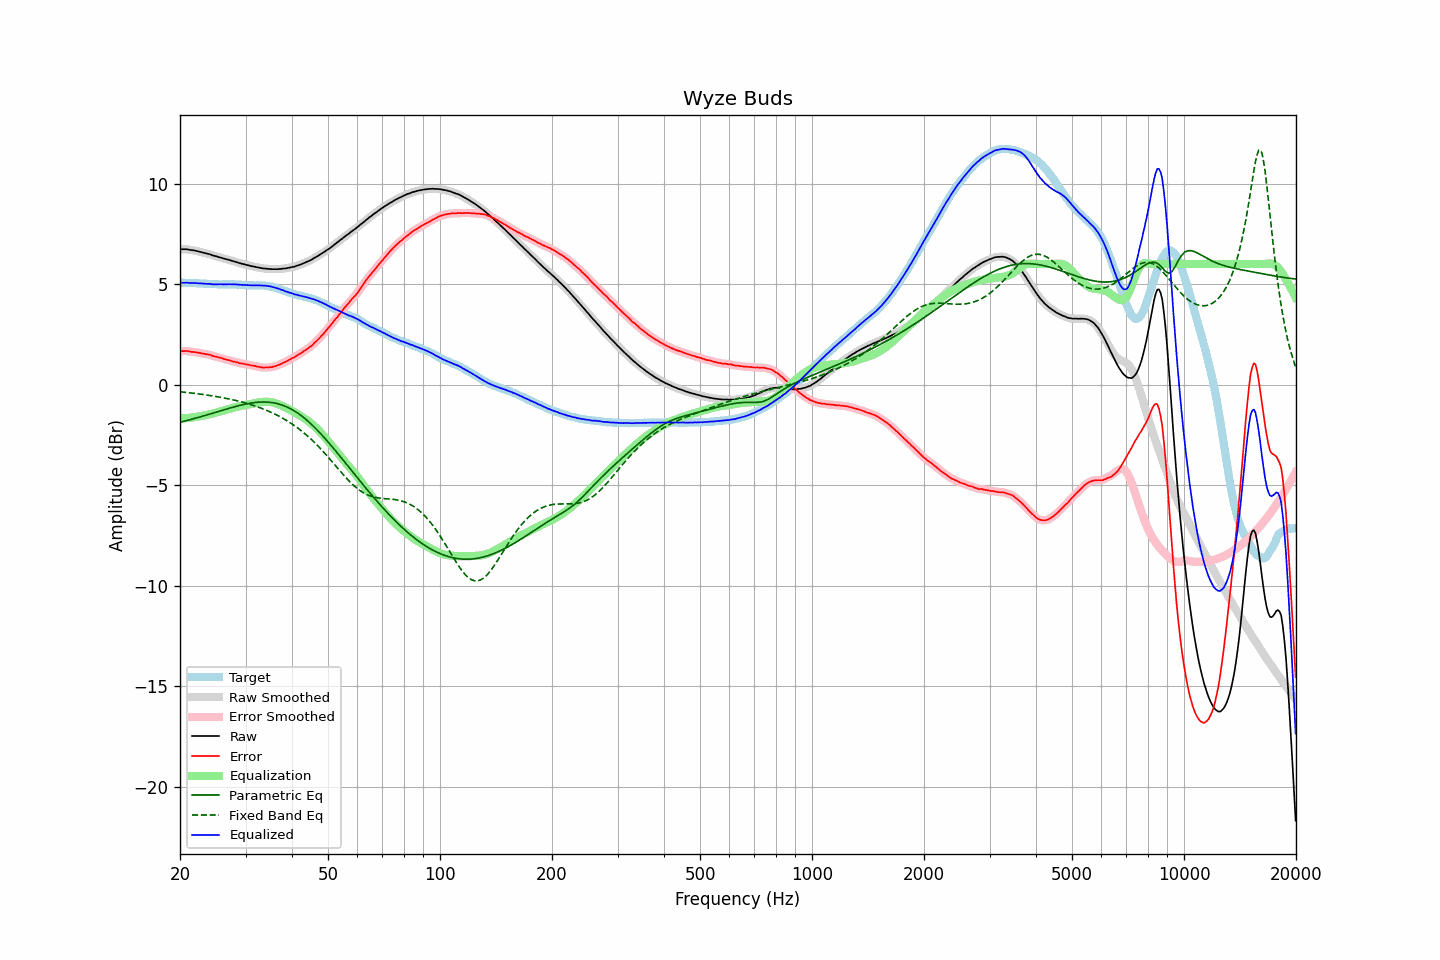 Wyze Buds
Amplitude (dBr)
10
5
0
−5
−10
−15
−20
Target
Raw Smoothed
Error Smoothed
Raw
Error
Equalization
Parametric Eq
Fixed Band Eq
Equalized
20 50 100 200 500 1000 2000 5000 10000 20000
Frequency (Hz)